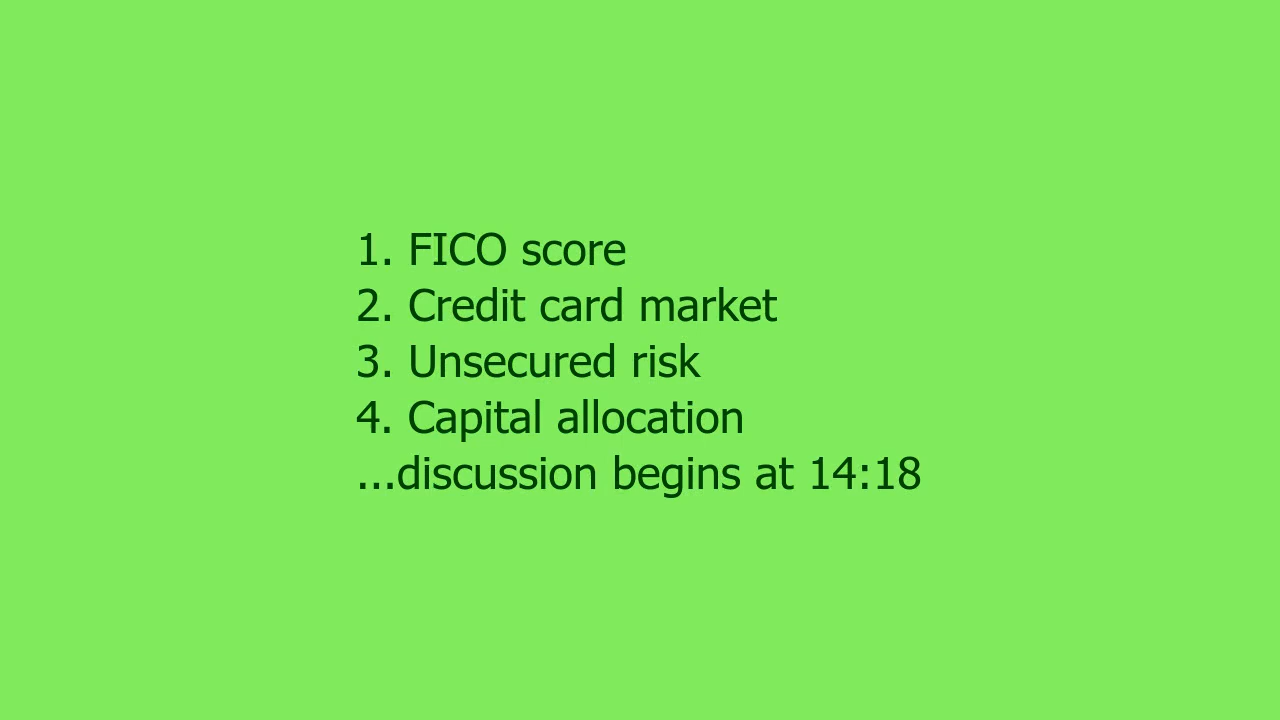 1. FICO score
2. Credit card market
3. Unsecured risk
4. Capital allocation
...discussion begins at 14:18